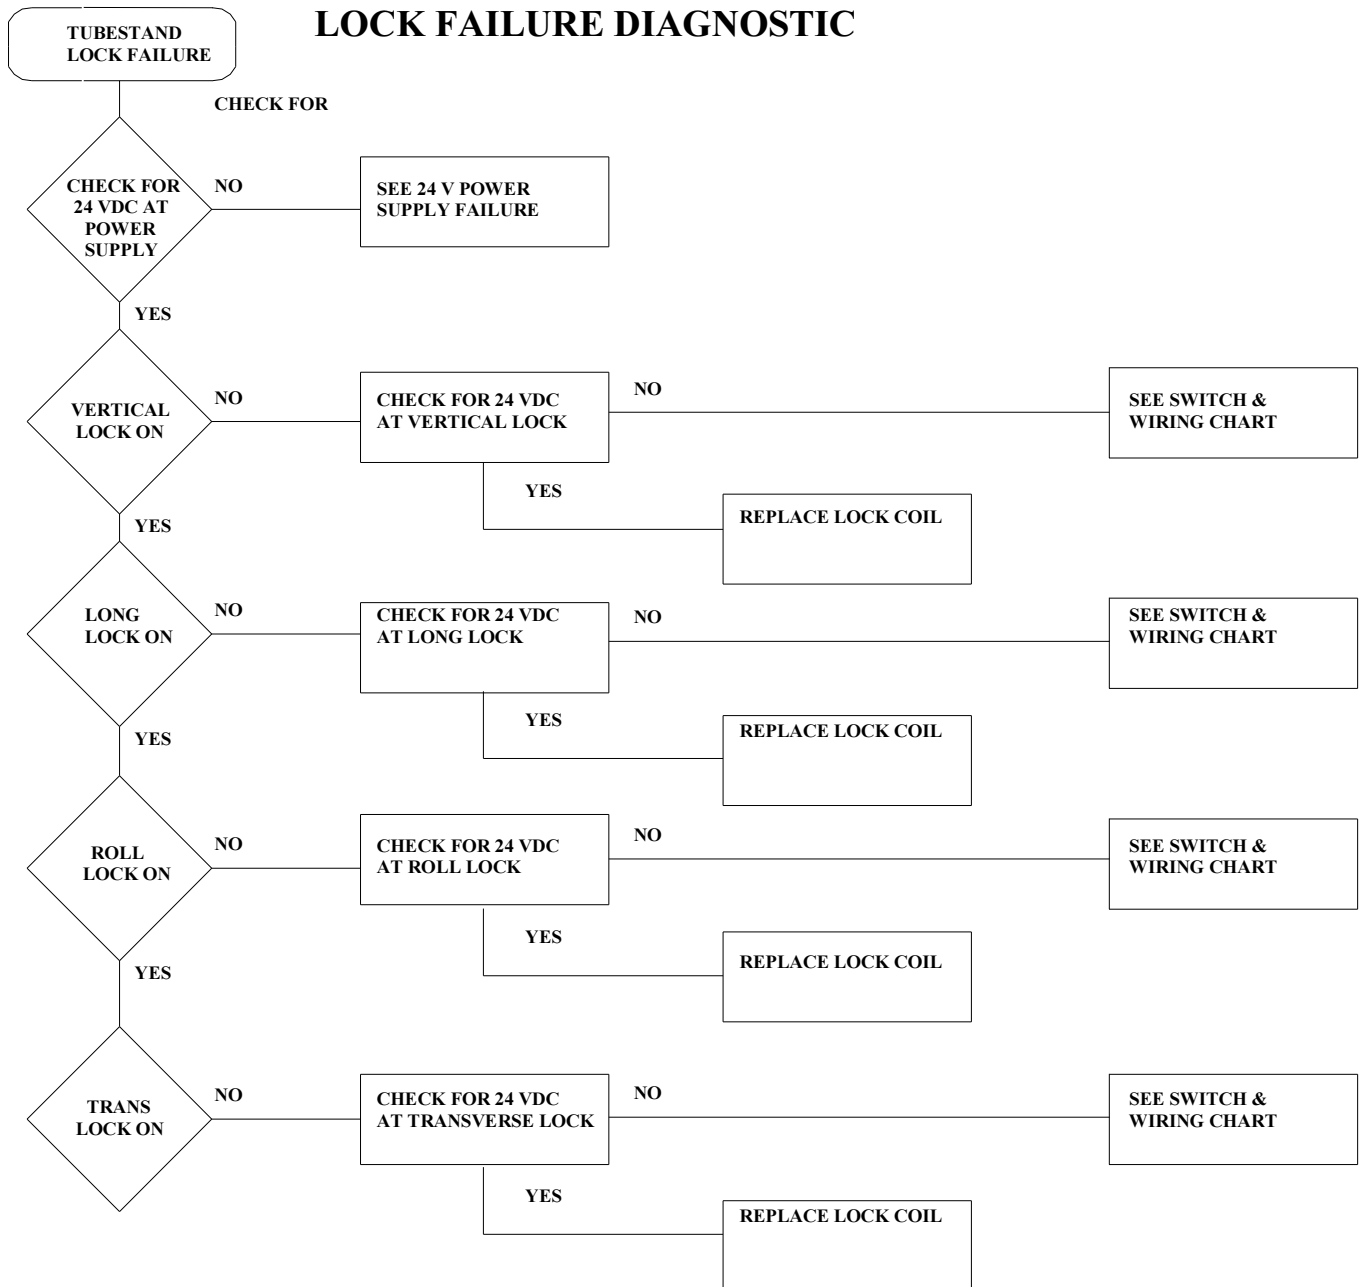 LOCK FAILURE DIAGNOSTIC
TUBESTAND
LOCK FAILURE
CHECK FOR
CHECK FOR
24 VDC AT
POWER
SUPPLY
NO
SEE 24 V POWER
SUPPLY FAILURE
YES
VERTICAL
LOCK ON
NO
CHECK FOR 24 VDC
AT VERTICAL LOCK
NO
SEE SWITCH &
WIRING CHART
YES
REPLACE LOCK COIL
YES
LONG
LOCK ON
NO
CHECK FOR 24 VDC
AT LONG LOCK
NO
SEE SWITCH &
WIRING CHART
YES
REPLACE LOCK COIL
YES
ROLL
LOCK ON
NO
CHECK FOR 24 VDC
AT ROLL LOCK
NO
SEE SWITCH &
WIRING CHART
YES
REPLACE LOCK COIL
YES
TRANS
LOCK ON
NO
CHECK FOR 24 VDC
AT TRANSVERSE LOCK
NO
SEE SWITCH &
WIRING CHART
YES
REPLACE LOCK COIL